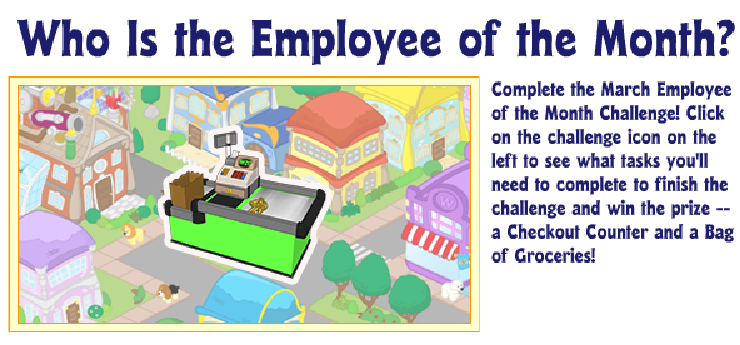 Who Is the Employee of the Month?
Complete the March Employee
of the Month Challenge! Click
on the challenge icon on the
left to see what tasks you'll
need to complete to finish the
challenge and win the prize --
a Checkout Counter and a Bag
of Groceries!